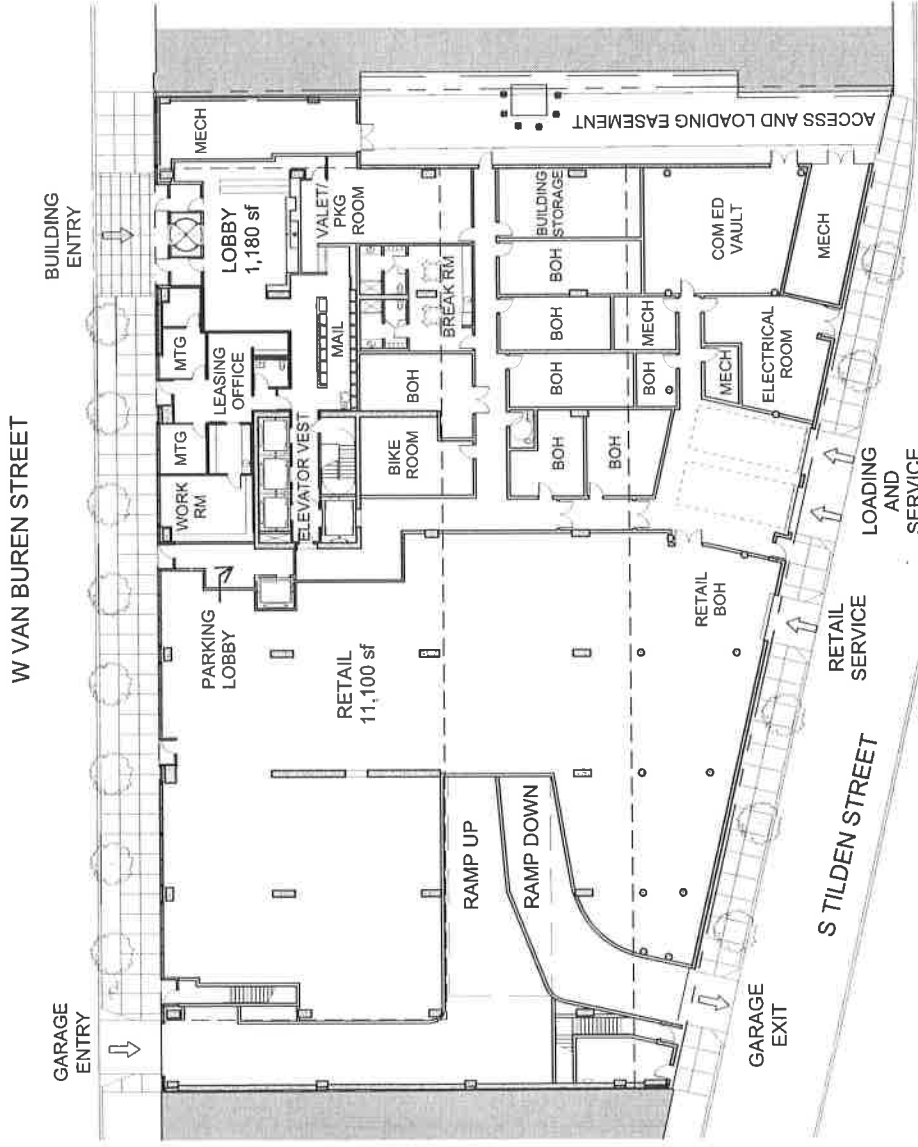 W VAN BUREN STREET
GARAGE
ENTRY
BUILDING
ENTRY
PARKING
LOBBY
WORK
RM
MTG
LEASING
OFFICE
MTG
LOBBY
1,180 sf
MECH
ELEVATOR VEST
MAIL
VALET/
PKG
ROOM
RETAIL
11,100 sf
BIKE
ROOM
BOH
BREAK RM
RAMP UP
RAMP DOWN
BOH
BOH
BOH
BOH
BOH
BOH
MECH
BUILDING
STORAGE
ACCESS AND LOADING EASEMENT
RETAIL
BOH
MECH
ELECTRICAL
ROOM
COM ED
VAULT
MECH
GARAGE
EXIT
S TILDEN STREET
RETAIL
SERVICE
LOADING
AND
SERVICE